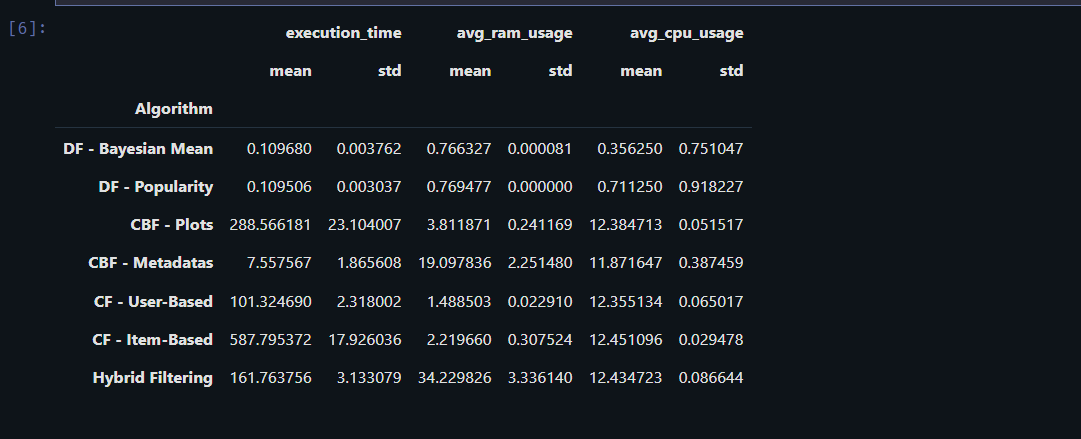 [6]:
execution_time avg_ram_usage avg_cpu_usage
mean std mean std mean std
Algorithm
DF - Bayesian Mean 0.109680 0.003762 0.766327 0.000081 0.356250 0.751047
DF - Popularity 0.109506 0.003037 0.769477 0.000000 0.711250 0.918227
CBF - Plots 288.566181 23.104007 3.811871 0.241169 12.384713 0.051517
CBF - Metadatas 7.557567 1.865608 19.097836 2.251480 11.871647 0.387459
CF - User-Based 101.324690 2.318002 1.488503 0.022910 12.355134 0.065017
CF - Item-Based 587.795372 17.926036 2.219660 0.307524 12.451096 0.029478
Hybrid Filtering 161.763756 3.133079 34.229826 3.336140 12.434723 0.086644